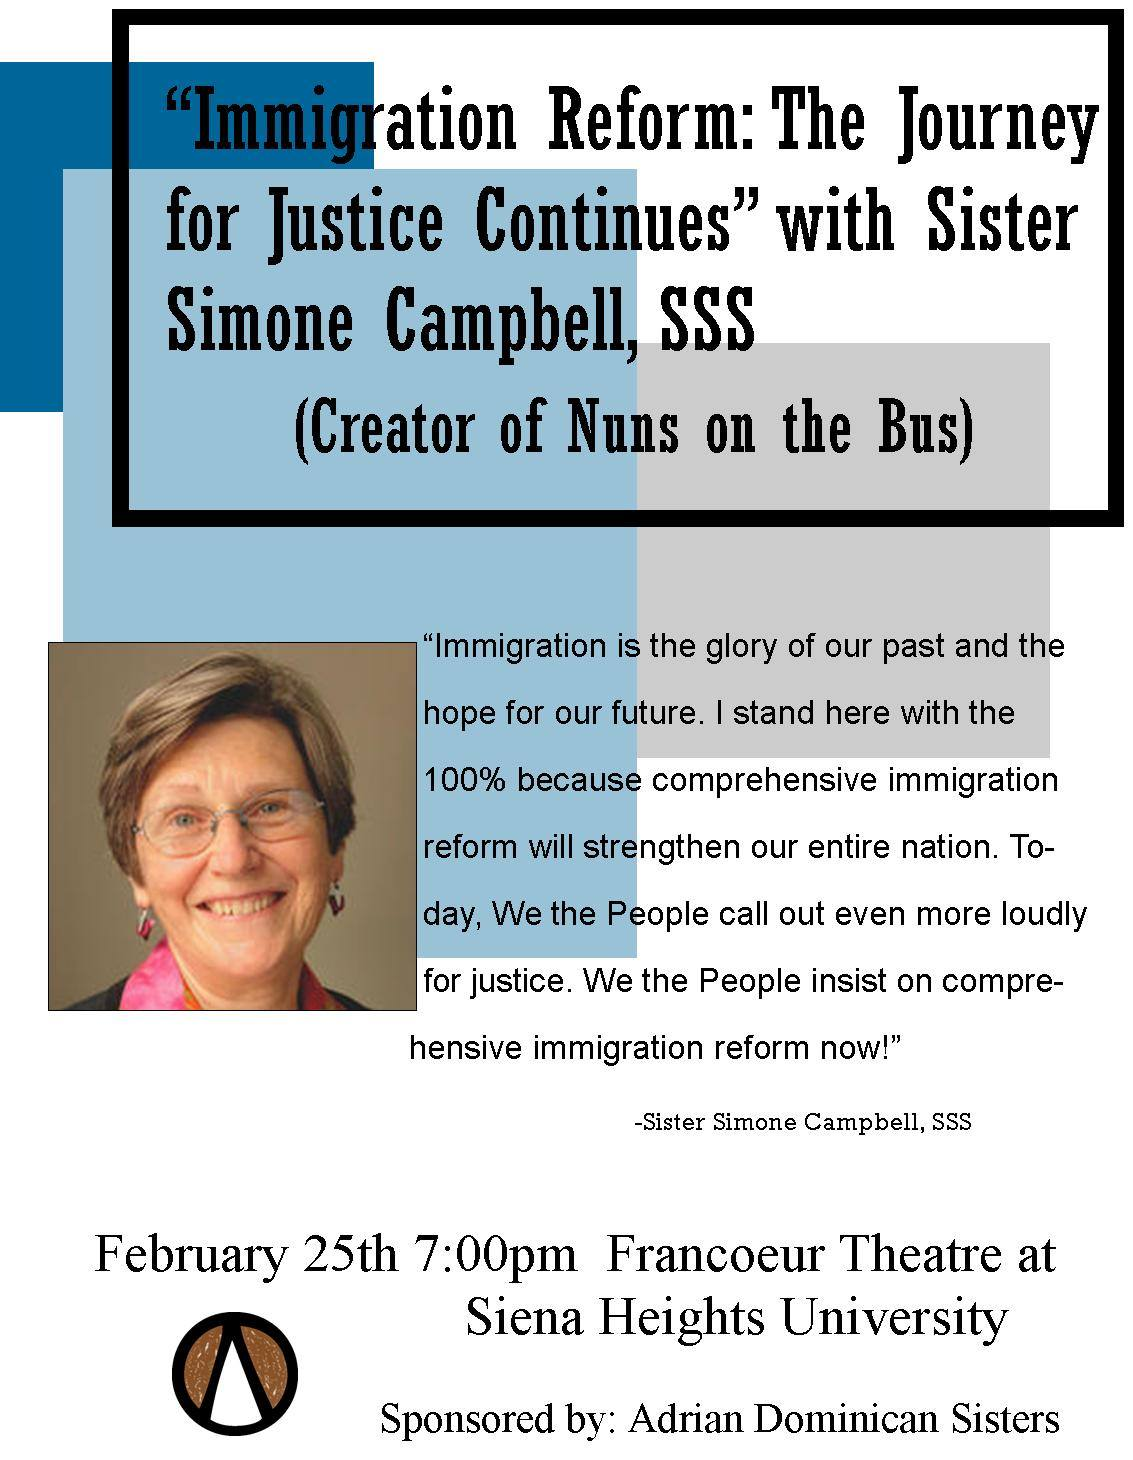 “Immigration Reform: The Journey
for Justice Continues” with Sister
Simone Campbell, SSS
(Creator of Nuns on the Bus)
“Immigration is the glory of our past and the
hope for our future. I stand here with the
100% because comprehensive immigration
reform will strengthen our entire nation. To-
day, We the People call out even more loudly
for justice. We the People insist on compre-
hensive immigration reform now!”
-Sister Simone Campbell, SSS
February 25th 7:00pm Francoeur Theatre at
Siena Heights University
Sponsored by: Adrian Dominican Sisters